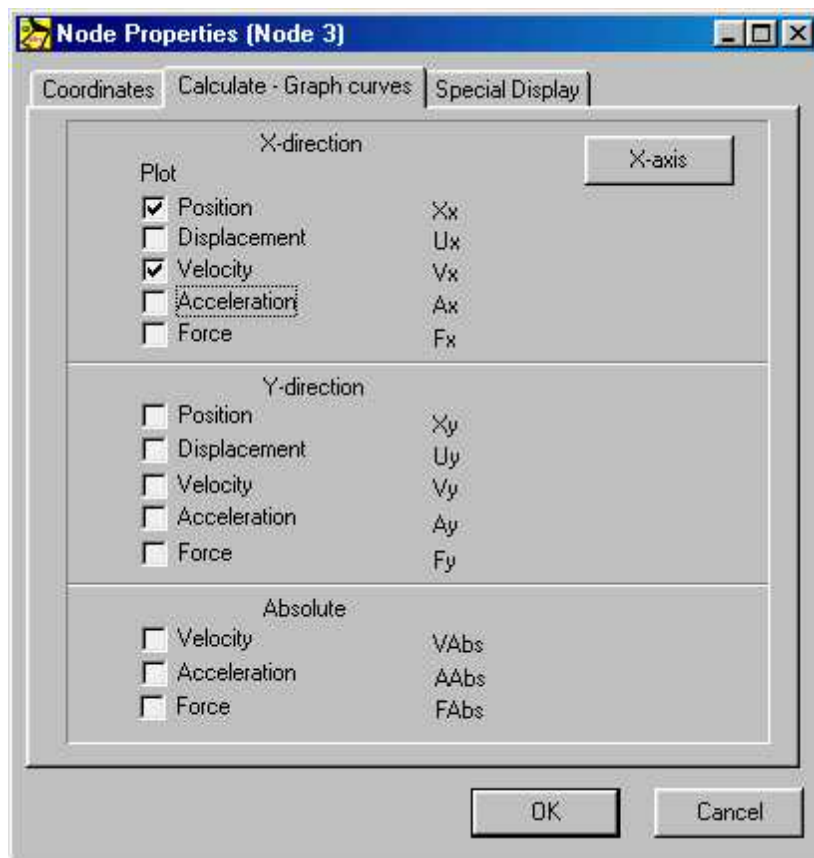 Node Properties (Node 3)
Coordinates Calculate - Graph curves Special Display
X-direction X-axis
Plot
Position Xx
Displacement Ux
Velocity Vx
Acceleration Ax
Force Fx
Y-direction
Position Xy
Displacement Uy
Velocity Vy
Acceleration Ay
Force Fy
Absolute
Velocity VAbs
Acceleration AAbs
Force FAbs
OK Cancel